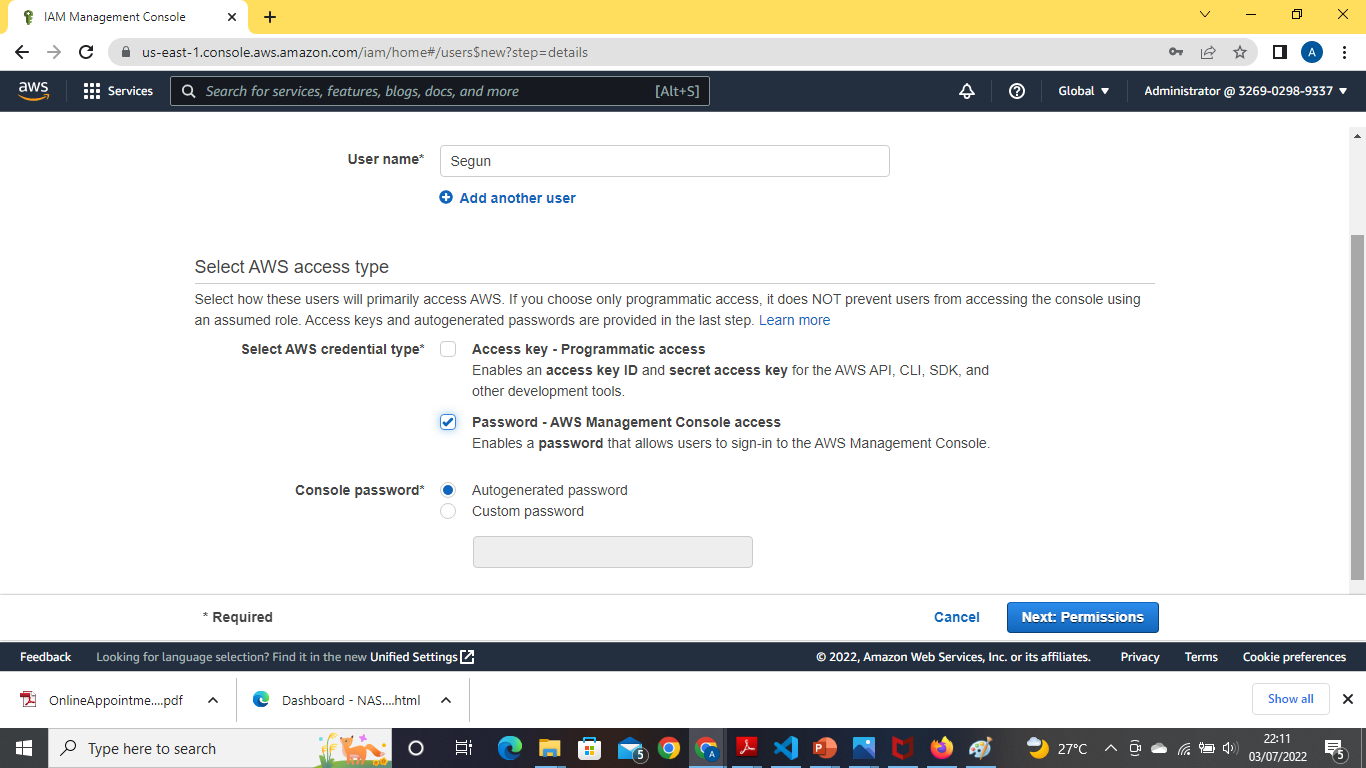 IAM Management Console
us-east-1.console.aws.amazon.com/iam/home#/users$new?step=details
A
aws
Services
Search for services, features, blogs, docs, and more
[Alt+S]
Global
Administrator @ 3269-0298-9337
User name*
Segun
Add another user
Select AWS access type
Select how these users will primarily access AWS. If you choose only programmatic access, it does NOT prevent users from accessing the console using
an assumed role. Access keys and autogenerated passwords are provided in the last step. Learn more
Select AWS credential type*
Access key - Programmatic access
Enables an access key ID and secret access key for the AWS API, CLI, SDK, and
other development tools.
Password - AWS Management Console access
Enables a password that allows users to sign-in to the AWS Management Console.
Console password*
Autogenerated password
Custom password
* Required
Cancel
Next: Permissions
Feedback
Looking for language selection? Find it in the new Unified Settings
© 2022, Amazon Web Services, Inc. or its affiliates.
Privacy
Terms
Cookie preferences
OnlineAppointme....pdf
Dashboard - NAS....html
Show all
Type here to search
5
A
27°C
22:11
03/07/2022
5